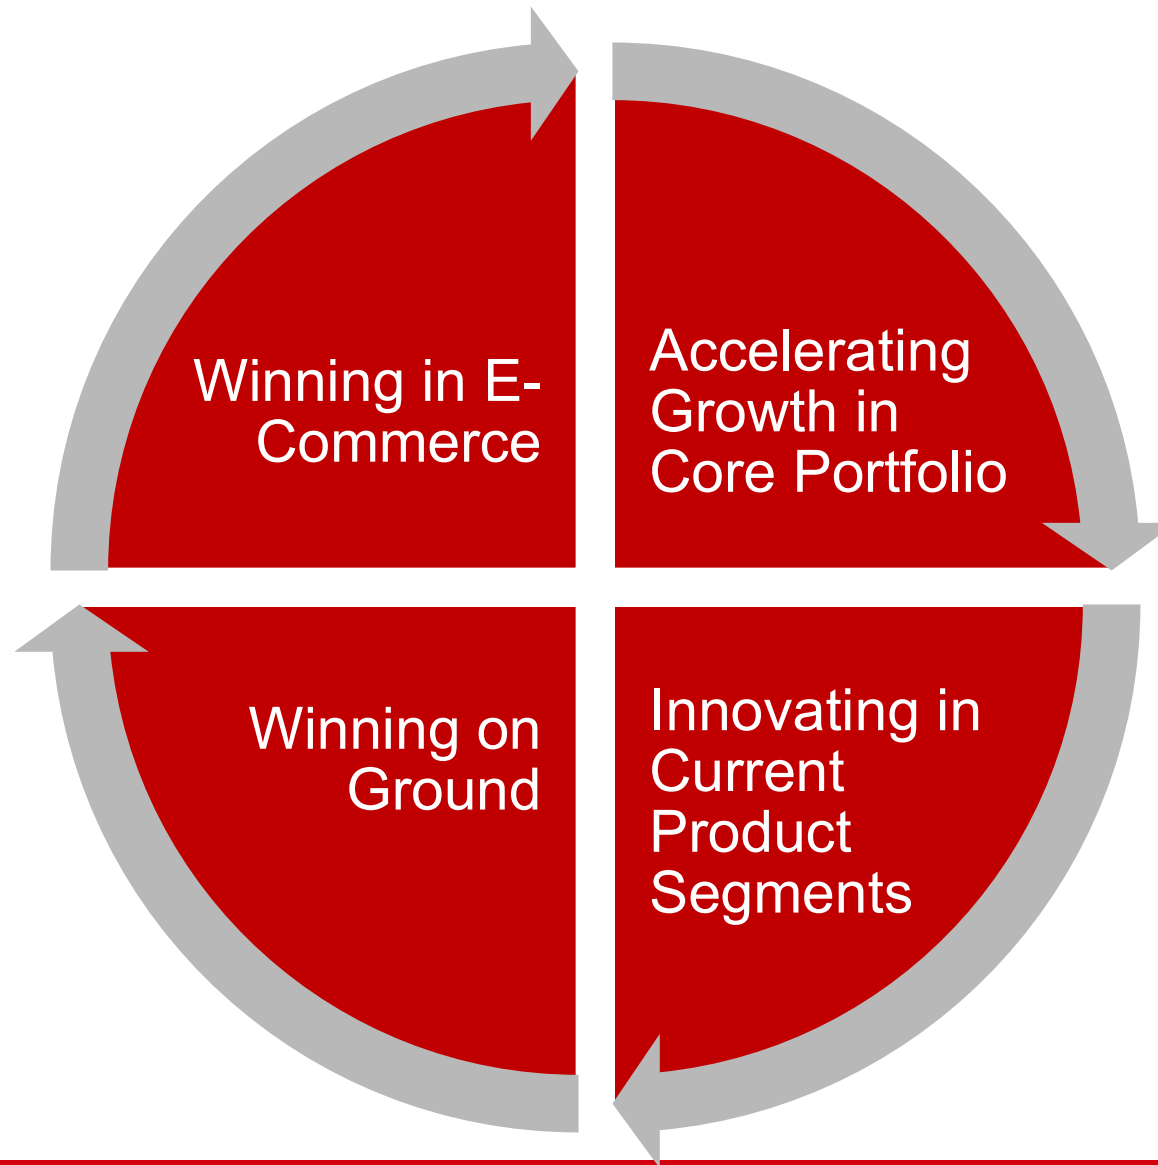 Winning in E-
Commerce
Accelerating
Growth in
Core Portfolio
Winning on
Ground
Innovating in
Current
Product
Segments